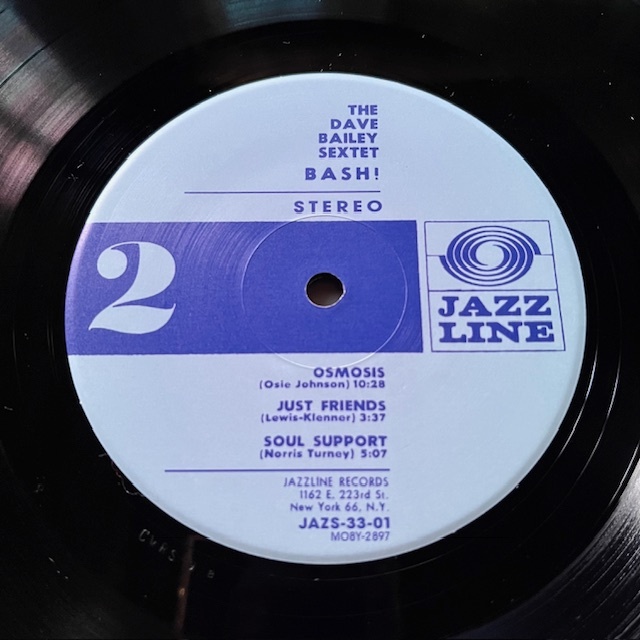 THE
DAVE
BAILEY
SEXTET
BASH!
STEREO
2
JAZZ
LINE
OSMOSIS
(Osie Johnson) 10:28
JUST FRIENDS
(Lewis-Klenner) 3:37
SOUL SUPPORT
(Norris Turney) 5:07
JAZZLINE RECORDS
1162 E. 223rd St.
New York 66, N.Y.
JAZS-33-01
MOBY-2897